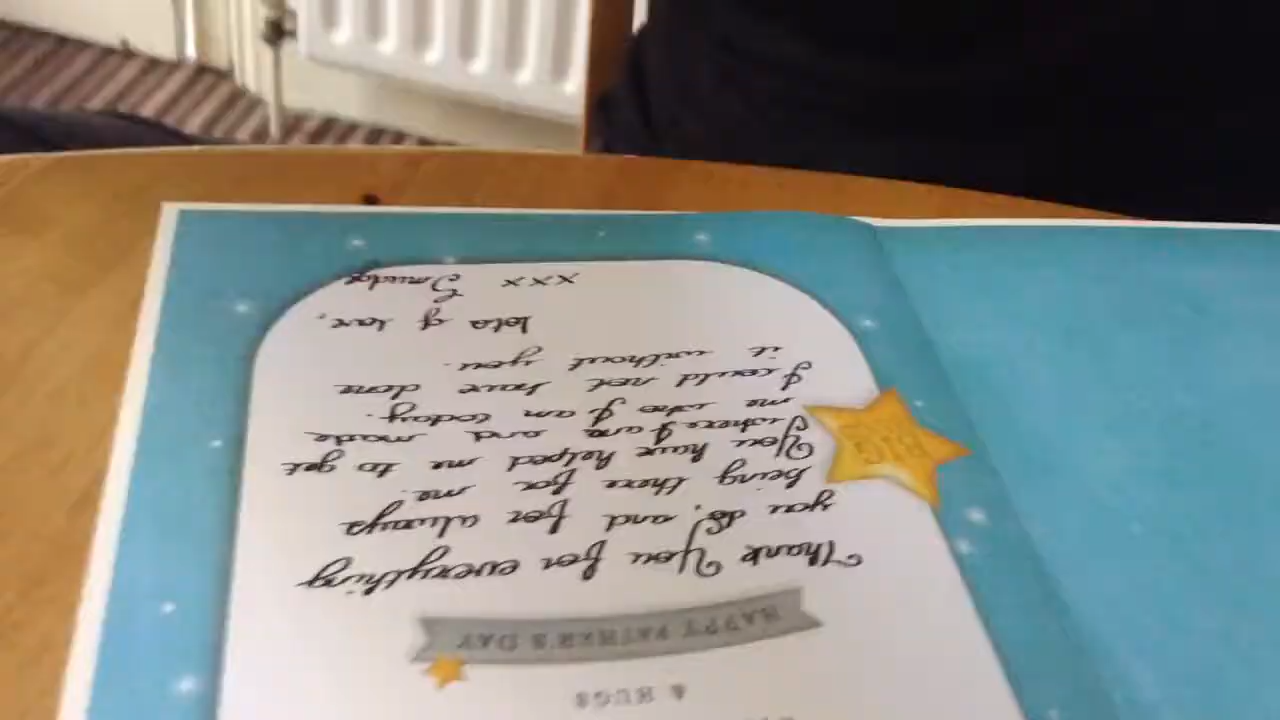 & HUGS
HAPPY FATHER'S DAY
Thank You for everything
you do, and for always
being there for me.
You have helped me to get
where I am and made
me who I am today.
I could not have done
it without you.
lots of love,
Smudge xxx
BIG